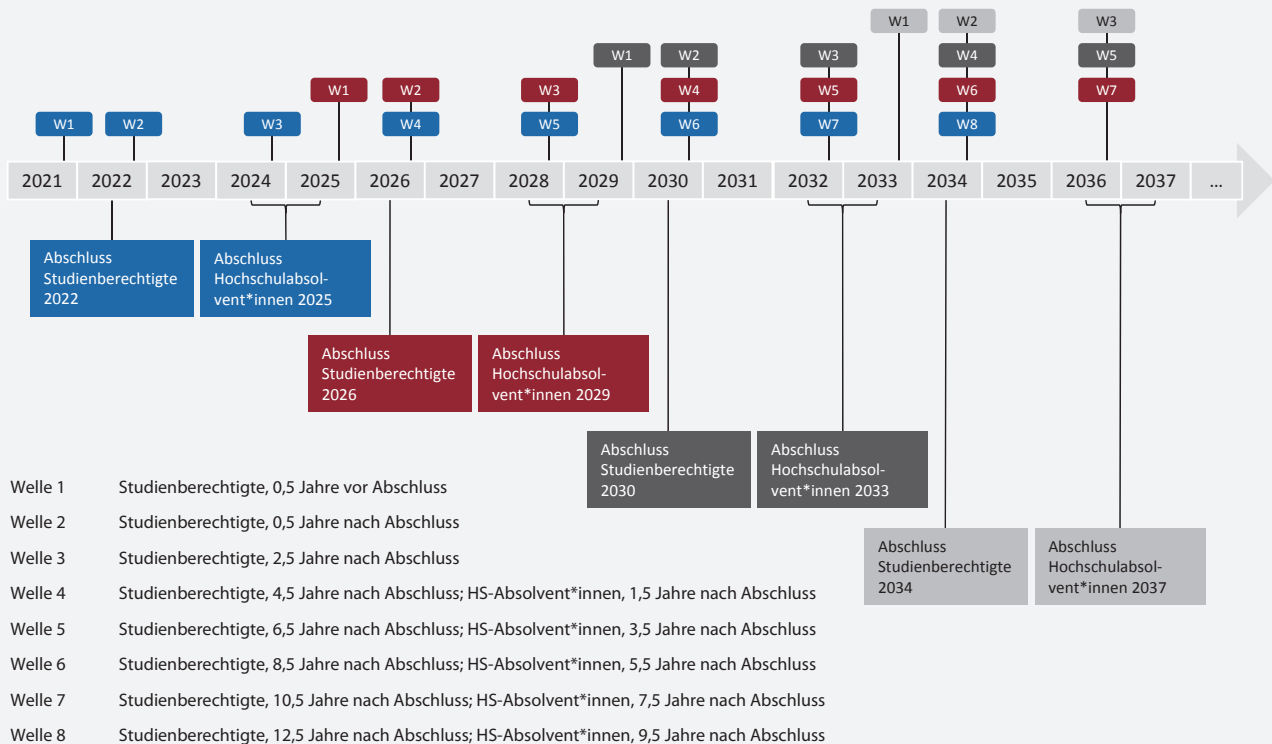 W1 W2 W3
W1 W2 W3 W4 W5
W1 W2 W3 W4 W5 W6 W7
W1 W2 W3 W4 W5 W6 W7 W8
2021 2022 2023 2024 2025 2026 2027 2028 2029 2030 2031 2032 2033 2034 2035 2036 2037 ...
Abschluss
Studienberechtigte
2022
Abschluss
Hochschulabsol-
vent*innen 2025
Abschluss
Studienberechtigte
2026
Abschluss
Hochschulabsol-
vent*innen 2029
Abschluss
Studienberechtigte
2030
Abschluss
Hochschulabsol-
vent*innen 2033
Abschluss
Studienberechtigte
2034
Abschluss
Hochschulabsol-
vent*innen 2037
Welle 1 Studienberechtigte, 0,5 Jahre vor Abschluss
Welle 2 Studienberechtigte, 0,5 Jahre nach Abschluss
Welle 3 Studienberechtigte, 2,5 Jahre nach Abschluss
Welle 4 Studienberechtigte, 4,5 Jahre nach Abschluss; HS-Absolvent*innen, 1,5 Jahre nach Abschluss
Welle 5 Studienberechtigte, 6,5 Jahre nach Abschluss; HS-Absolvent*innen, 3,5 Jahre nach Abschluss
Welle 6 Studienberechtigte, 8,5 Jahre nach Abschluss; HS-Absolvent*innen, 5,5 Jahre nach Abschluss
Welle 7 Studienberechtigte, 10,5 Jahre nach Abschluss; HS-Absolvent*innen, 7,5 Jahre nach Abschluss
Welle 8 Studienberechtigte, 12,5 Jahre nach Abschluss; HS-Absolvent*innen, 9,5 Jahre nach Abschluss